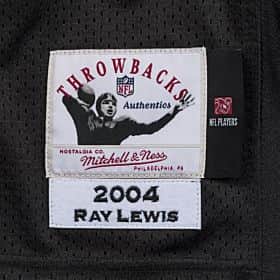 THROWBACKS
NFL
Authentics
NOSTALGIA CO.
Mitchell & Ness
PHILADELPHIA, PA
NFL PLAYERS
2004
RAY LEWIS